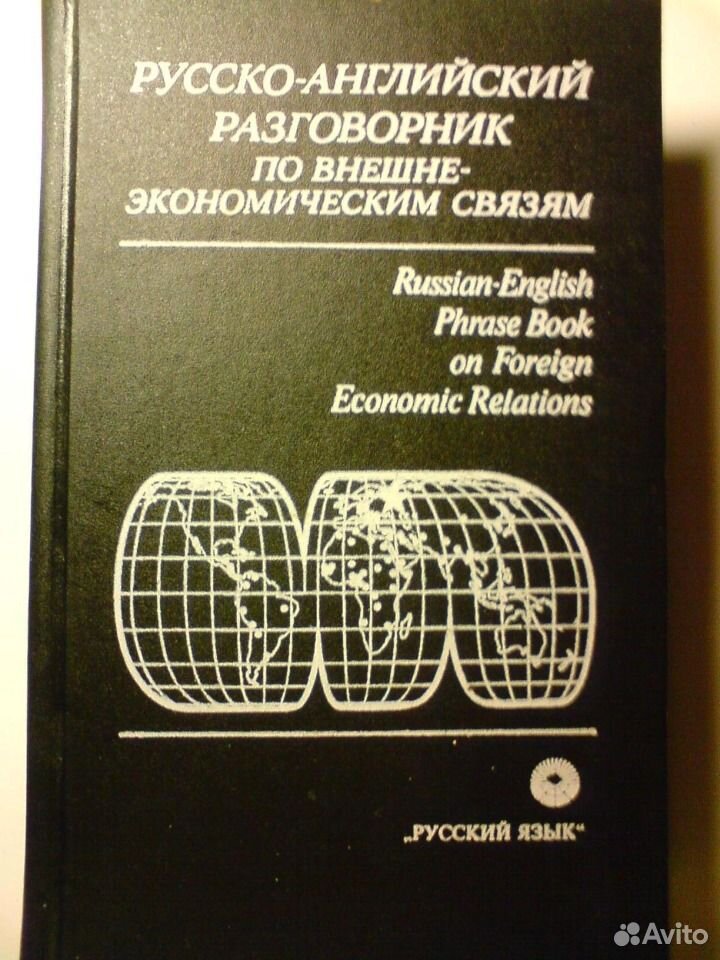 РУССКО-АНГЛИЙСКИЙ
РАЗГОВОРНИК
ПО ВНЕШНЕ-
ЭКОНОМИЧЕСКИМ СВЯЗЯМ
Russian-English
Phrase Book
on Foreign
Economic Relations
„РУССКИЙ ЯЗЫК“
Avito